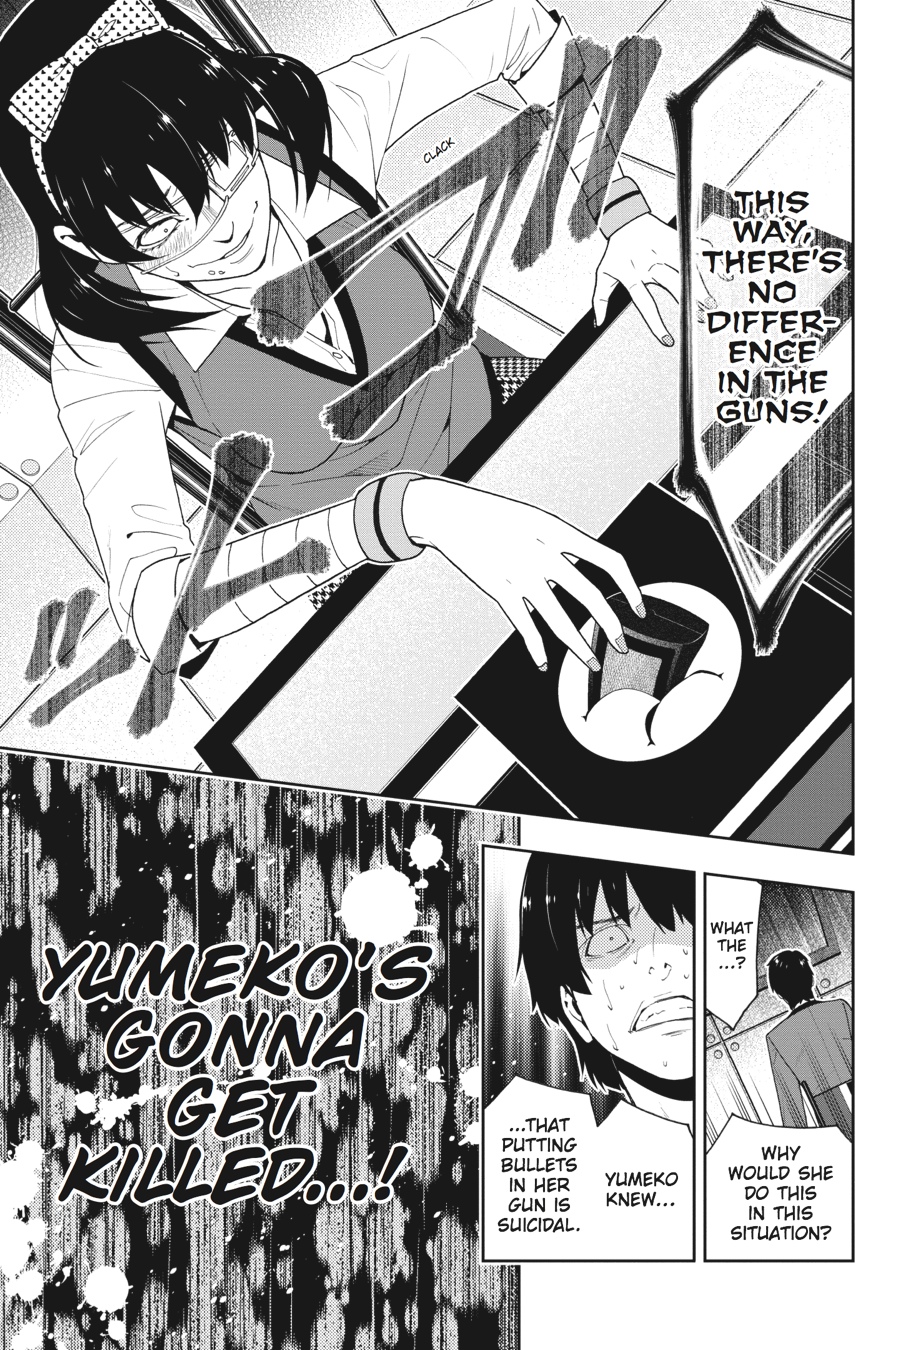 THIS
WAY,
THERE'S
NO
DIFFER-
ENCE
IN THE
GUNS!
CLACK
WHAT
THE
...?
WHY
WOULD SHE
DO THIS
IN THIS
SITUATION?
YUMEKO
KNEW...
...THAT
PUTTING
BULLETS
IN HER
GUN IS
SUICIDAL.
YUMEKO'S
GONNA
GET
KILLED...!